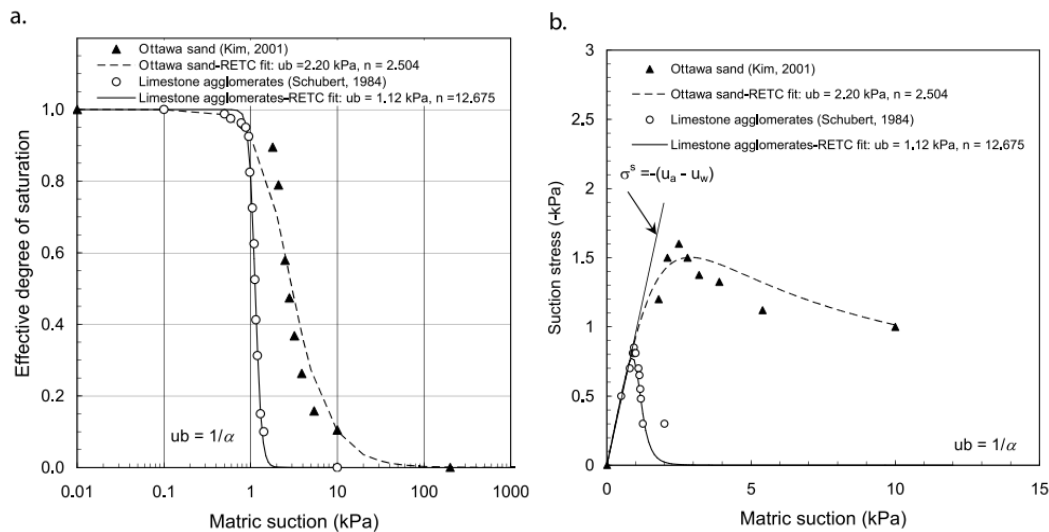 a.
Ottawa sand (Kim, 2001)
Ottawa sand-RETC fit: ub =2.20 kPa, n = 2.504
Limestone agglomerates (Schubert, 1984)
Limestone agglomerates-RETC fit: ub = 1.12 kPa, n =12.675
1.0
0.8
0.6
0.4
0.2
0.0
Effective degree of saturation
ub = 1/α
0.01
0.1
1
10
100
1000
Matric suction (kPa)
b.
3
2.5
2
1.5
1
0.5
0
Suction stress (-kPa)
Ottawa sand (Kim, 2001)
Ottawa sand-RETC fit: ub = 2.20 kPa, n = 2.504
Limestone agglomerates (Schubert, 1984)
Limestone agglomerates-RETC fit: ub = 1.12 kPa, n = 12.675
σˢ =-(uₐ - u_w)
ub = 1/α
0
5
10
15
Matric suction (kPa)